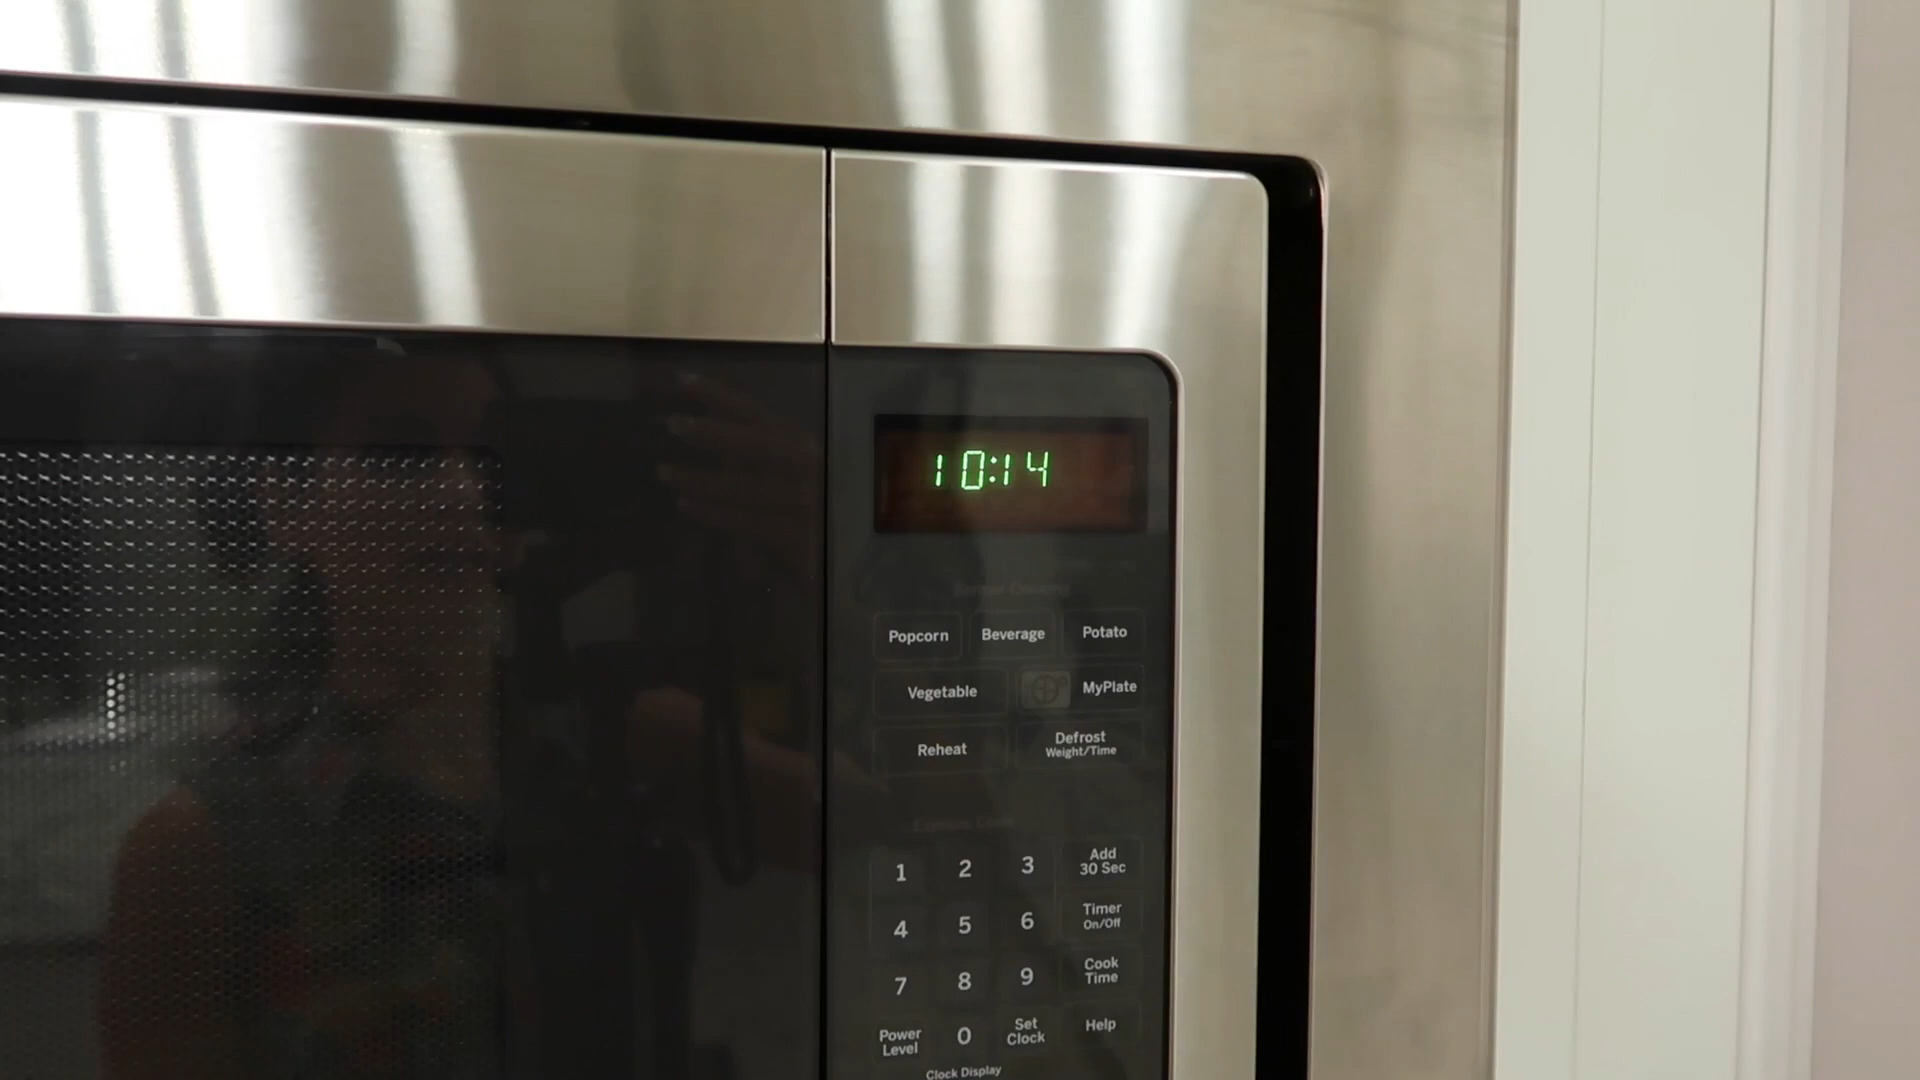 10:14
Popcorn Beverage Potato
Vegetable MyPlate
Reheat Defrost
Weight/Time
1 2 3 Add
30 Sec
4 5 6 Timer
On/Off
7 8 9 Cook
Time
Power
Level 0 Set
Clock Help
Clock Display